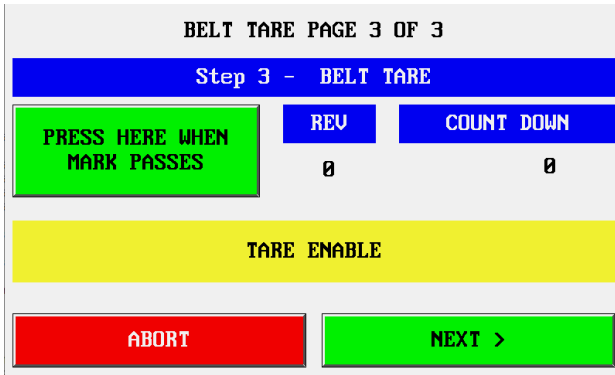 BELT TARE PAGE 3 OF 3
Step 3 - BELT TARE
PRESS HERE WHEN
MARK PASSES
REV
COUNT DOWN
0
0
TARE ENABLE
ABORT
NEXT >